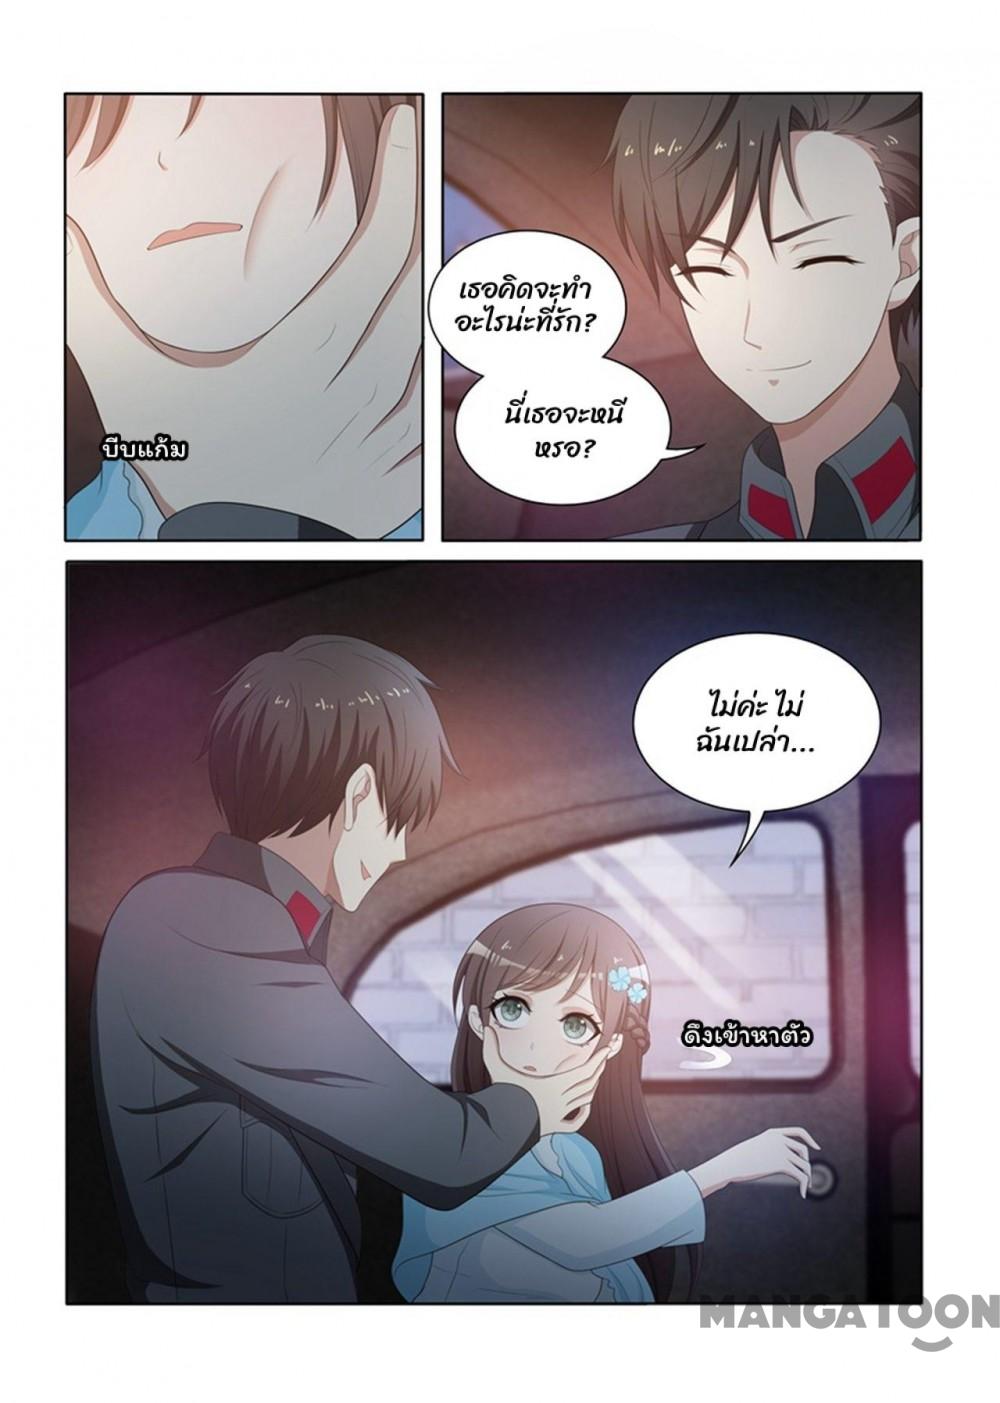 บีบแก้ม
เธอคิดจะทำ
อะไรน่ะที่รัก?
นี่เธอจะหนี
หรอ?
ไม่ค่ะ ไม่
ฉันเปล่า...
ดึงเข้าหาตัว
MANGATOON